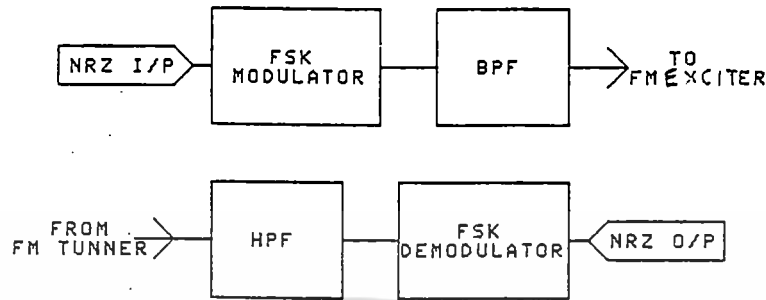 NRZ I/P
FSK
MODULATOR
BPF
TO
FM EXCITER
FROM
FM TUNNER
HPF
FSK
DEMODULATOR
NRZ O/P